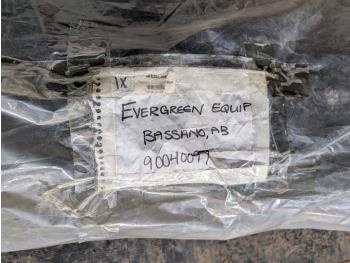 1X
EVERGREEN EQUIP
BASSANO, AB
90040097